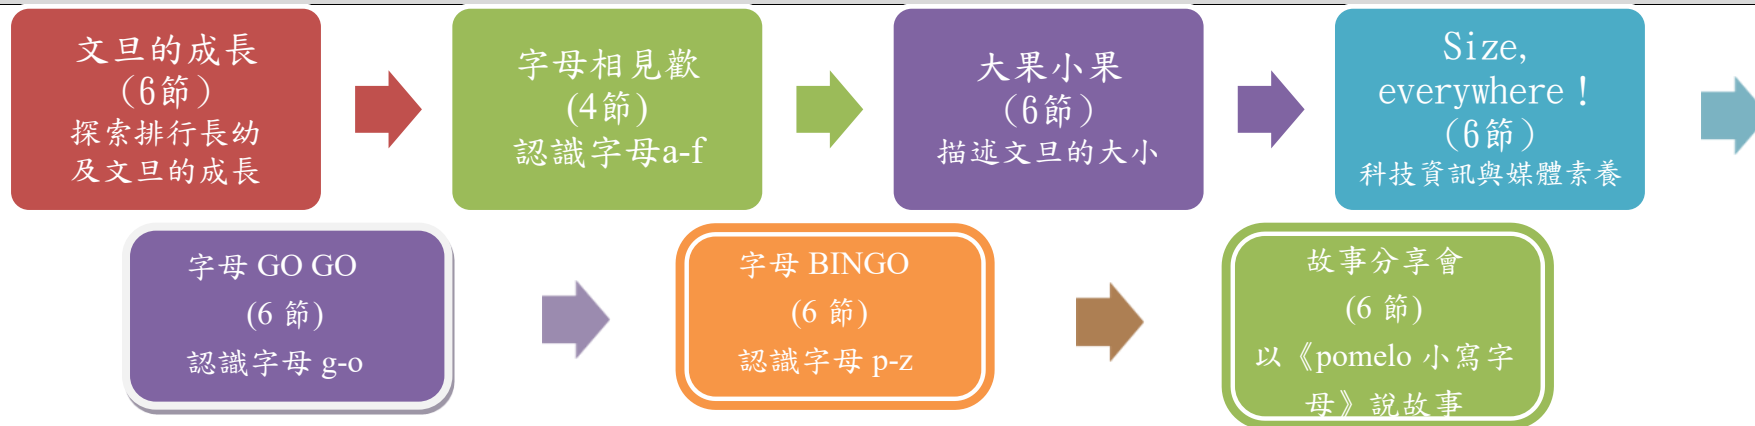 文旦的成長
（6節）
探索排行長幼
及文旦的成長
字母相見歡
(4節)
認識字母a-f
大果小果
（6節）
描述文旦的大小
Size,
everywhere！
（6節）
科技資訊與媒體素養
字母 GO GO
(6 節)
認識字母 g-o
字母 BINGO
(6 節)
認識字母 p-z
故事分享會
(6 節)
以《pomelo 小寫字
母》說故事